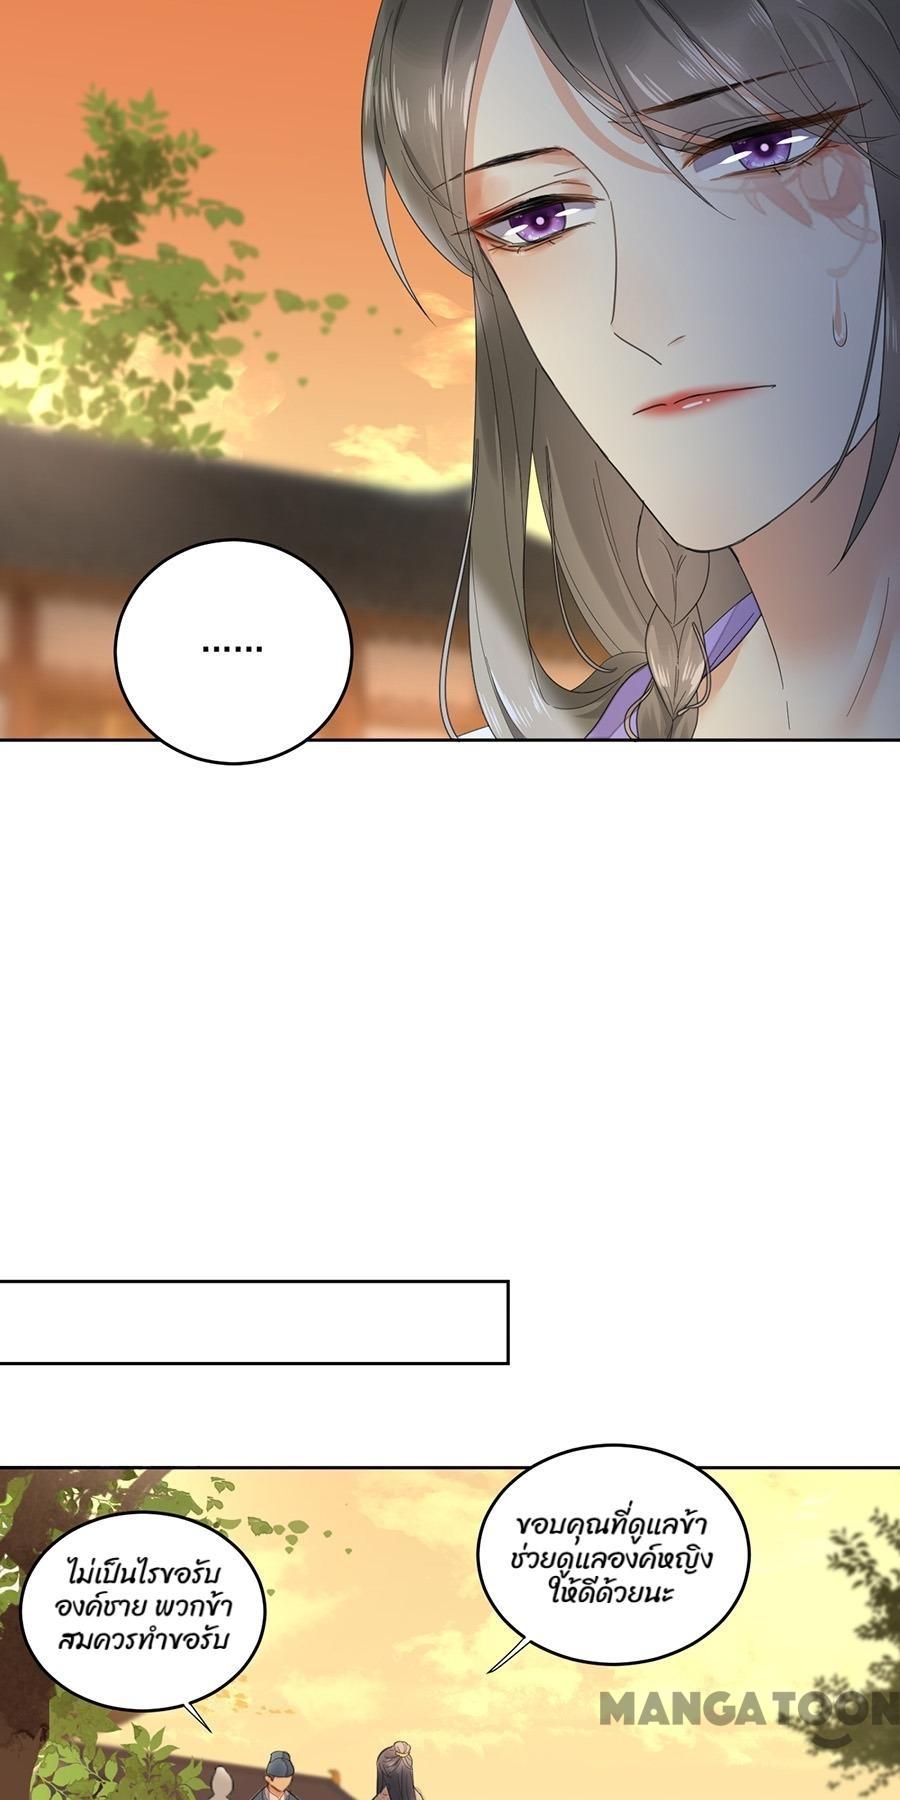 ......
ขอบคุณที่ดูแลข้า
ช่วยดูแลองค์หญิง
ให้ดีด้วยนะ
ไม่เป็นไรขอรับ
องค์ชาย พวกข้า
สมควรทำขอรับ
MANGATOON